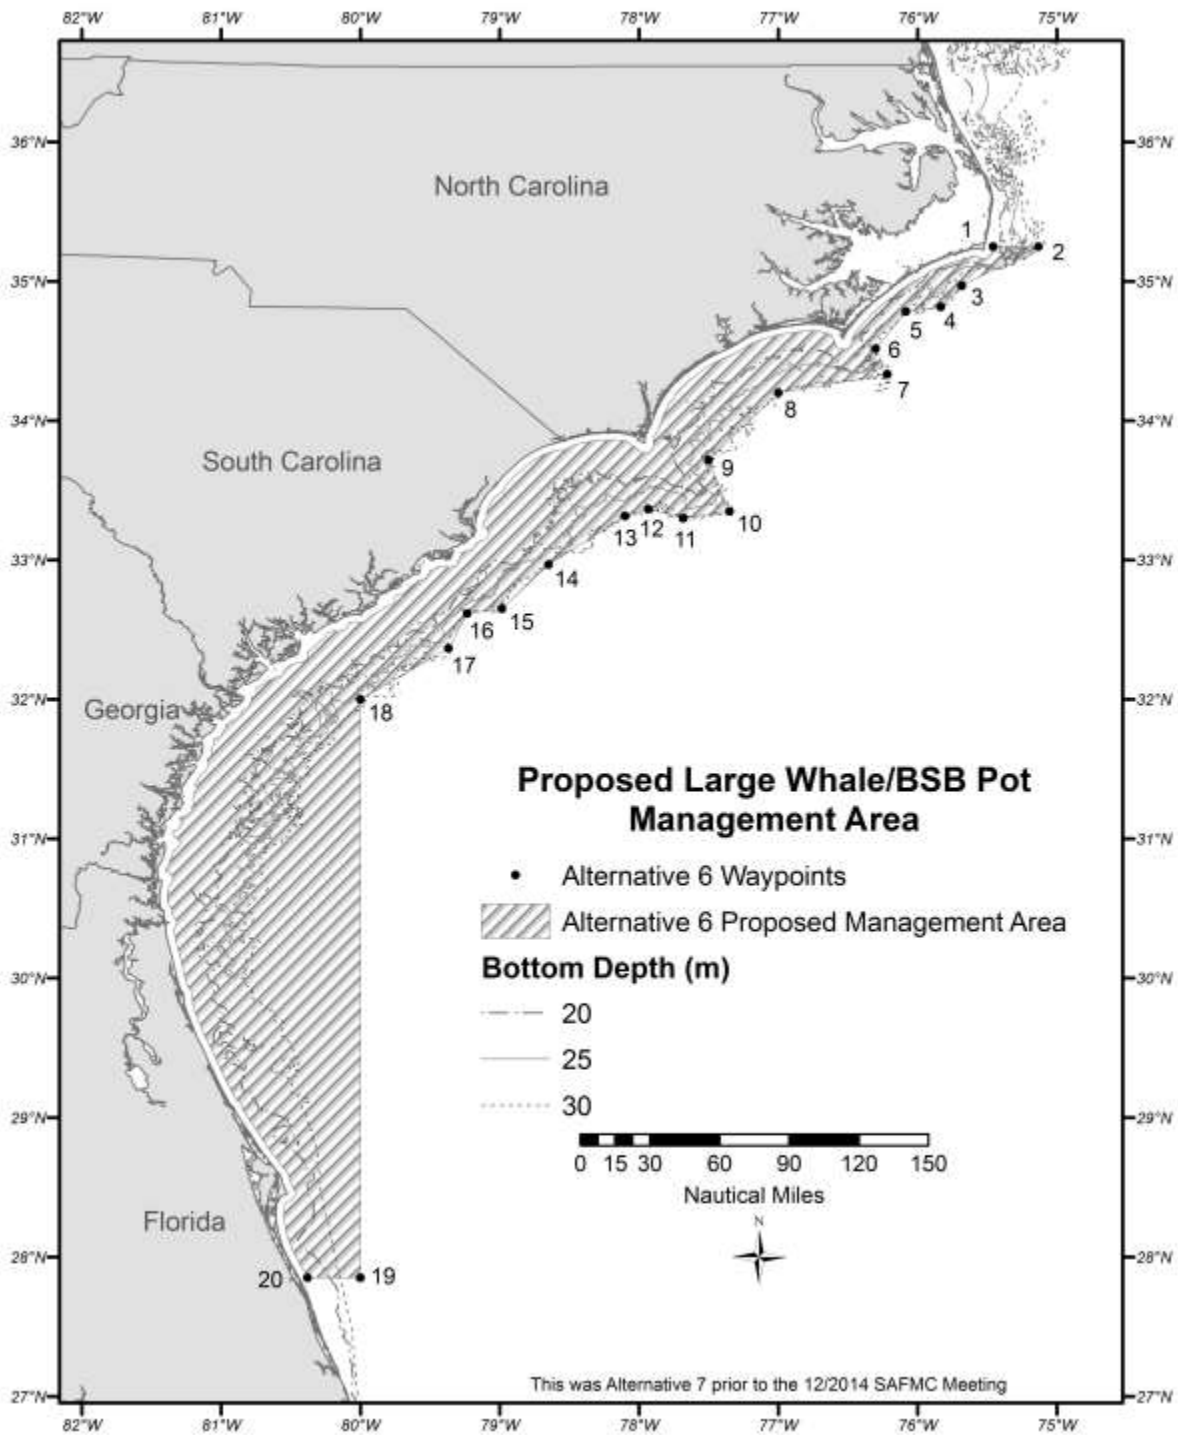 82°W 81°W 80°W 79°W 78°W 77°W 76°W 75°W
36°N 36°N
North Carolina
1
2
35°N 35°N
3
4
5
6
7
34°N 34°N
8
South Carolina
9
10
11
12
13
33°N 33°N
14
15
16
17
32°N 32°N
Georgia
18
Proposed Large Whale/BSB Pot
Management Area
31°N 31°N
Alternative 6 Waypoints
Alternative 6 Proposed Management Area
Bottom Depth (m)
30°N 30°N
20
25
30
29°N 29°N
0 15 30 60 90 120 150
Nautical Miles
Florida
N
28°N 28°N
20 19
This was Alternative 7 prior to the 12/2014 SAFMC Meeting
27°N 27°N
82°W 81°W 80°W 79°W 78°W 77°W 76°W 75°W